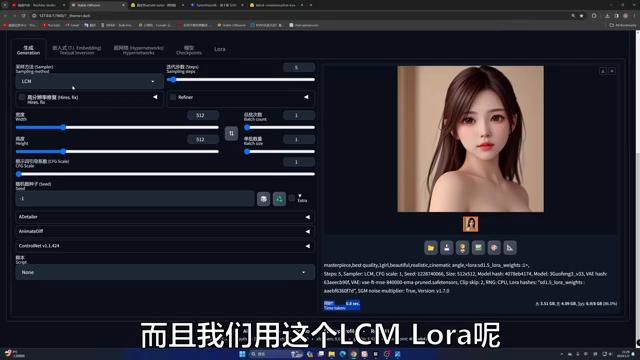 生成
Generation
嵌入式 (T.I. Embedding)
Textual Inversion
超网络 (Hypernetworks)
Hypernetworks
模型
Checkpoints
Lora
采样方法 (Sampler)
Sampling method
LCM
迭代步数 (Steps)
Sampling steps
5
高分辨率修复 (Hires. fix)
Hires. fix
Refiner
宽度
Width
512
总批次数
Batch count
1
高度
Height
512
单批数量
Batch size
1
提示词引导系数 (CFG Scale)
CFG Scale
1
随机数种子 (Seed)
Seed
-1
Extra
ADetailer
AnimateDiff
ControlNet v1.1.424
脚本
Script
None
masterpiece,best quality,1girl,beautiful,realistic,cinematic angle,<lora:sd1.5_lora_weights :1>,
Steps: 5, Sampler: LCM, CFG scale: 1, Seed: 1228740066, Size: 512x512, Model hash: 4078eb4174, Model: 3Guofeng3_v33, VAE hash:
63aeecb90f, VAE: vae-ft-mse-840000-ema-pruned.safetensors, Clip skip: 2, RNG: CPU, Lora hashes: "sd1.5_lora_weights:
aaebf6360f7d", SGM noise multiplier: True, Version: v1.7.0
Time taken:
0.8 sec.
而且我们用这个LCM Lora呢